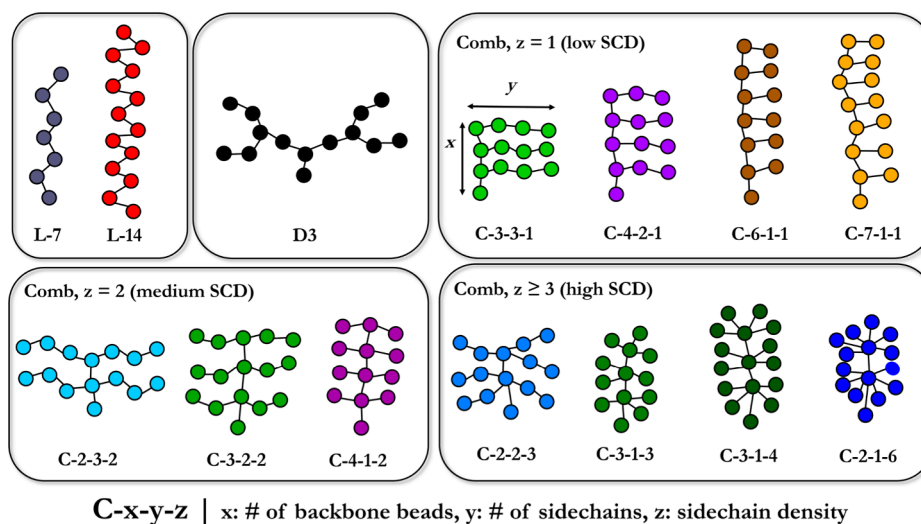 Comb, z = 1 (low SCD)
y
x
L-7
L-14
D3
C-3-3-1
C-4-2-1
C-6-1-1
C-7-1-1
Comb, z = 2 (medium SCD)
Comb, z ≥ 3 (high SCD)
C-2-3-2
C-3-2-2
C-4-1-2
C-2-2-3
C-3-1-3
C-3-1-4
C-2-1-6
C-x-y-z | x: # of backbone beads, y: # of sidechains, z: sidechain density